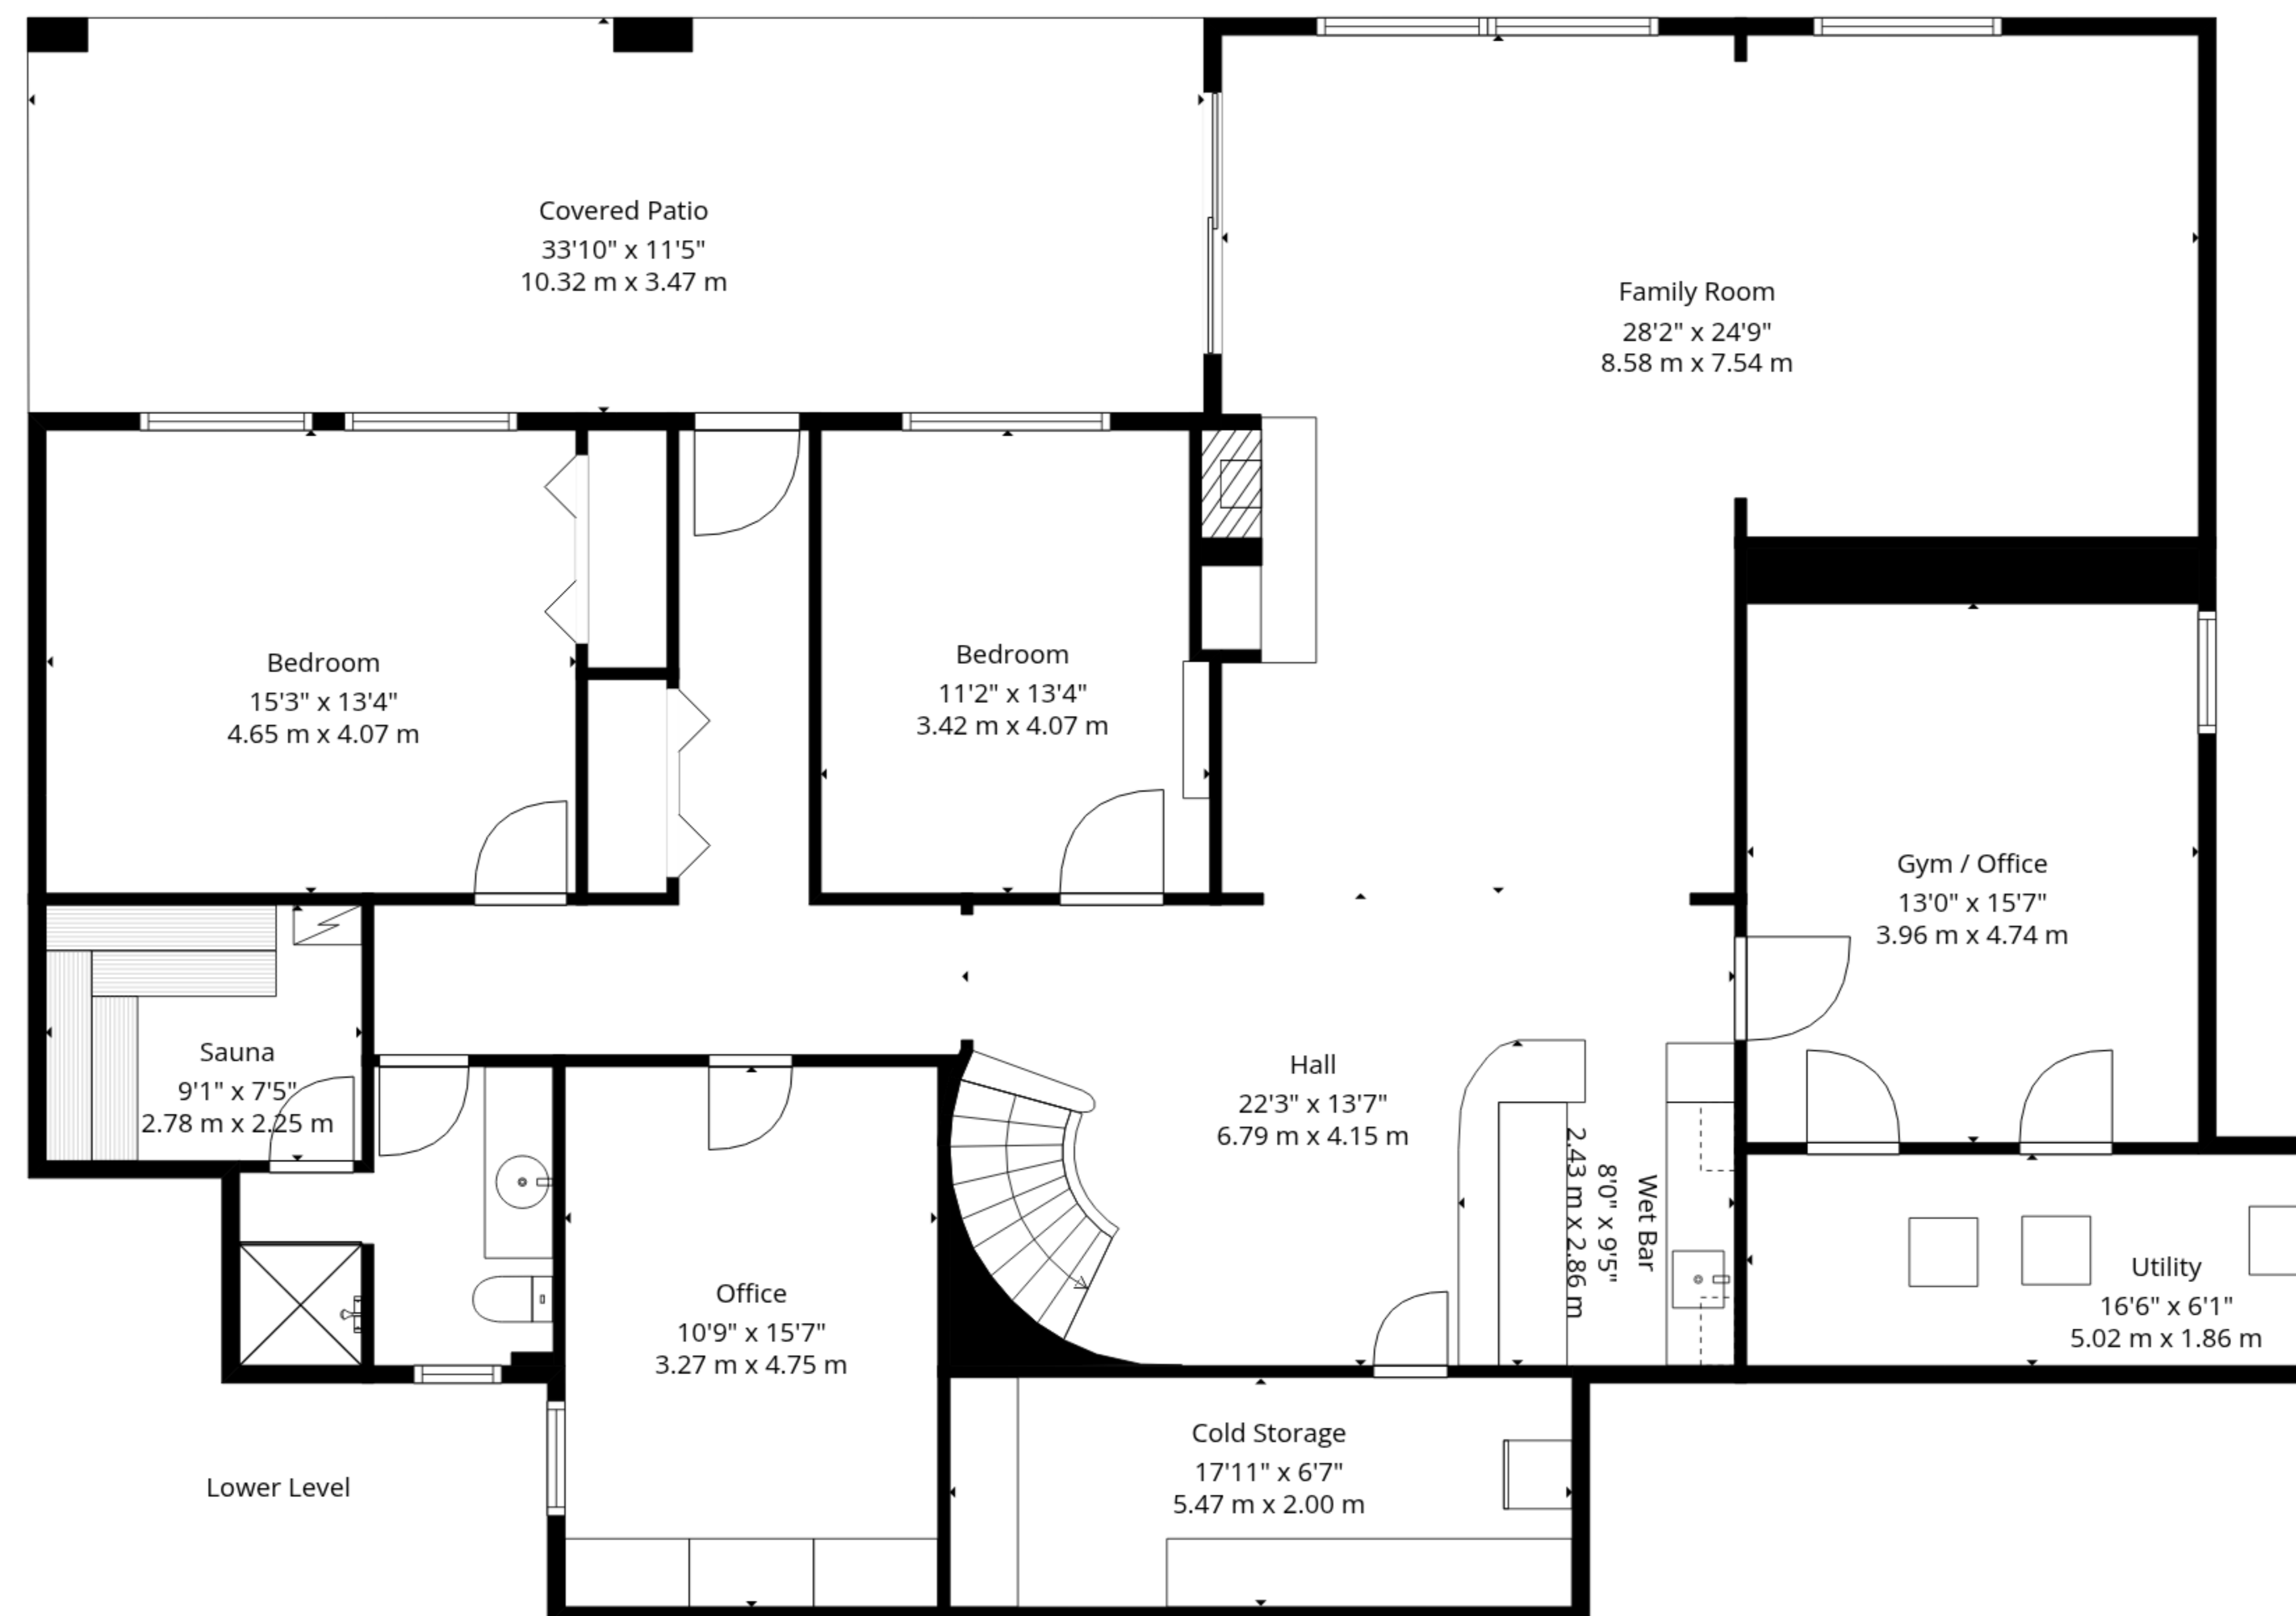 Covered Patio
33'10" x 11'5"
10.32 m x 3.47 m
Family Room
28'2" x 24'9"
8.58 m x 7.54 m
Bedroom
15'3" x 13'4"
4.65 m x 4.07 m
Bedroom
11'2" x 13'4"
3.42 m x 4.07 m
Gym / Office
13'0" x 15'7"
3.96 m x 4.74 m
Sauna
9'1" x 7'5"
2.78 m x 2.25 m
Hall
22'3" x 13'7"
6.79 m x 4.15 m
Wet Bar
8'0" x 9'5"
2.43 m x 2.86 m
Office
10'9" x 15'7"
3.27 m x 4.75 m
Utility
16'6" x 6'1"
5.02 m x 1.86 m
Cold Storage
17'11" x 6'7"
5.47 m x 2.00 m
Lower Level